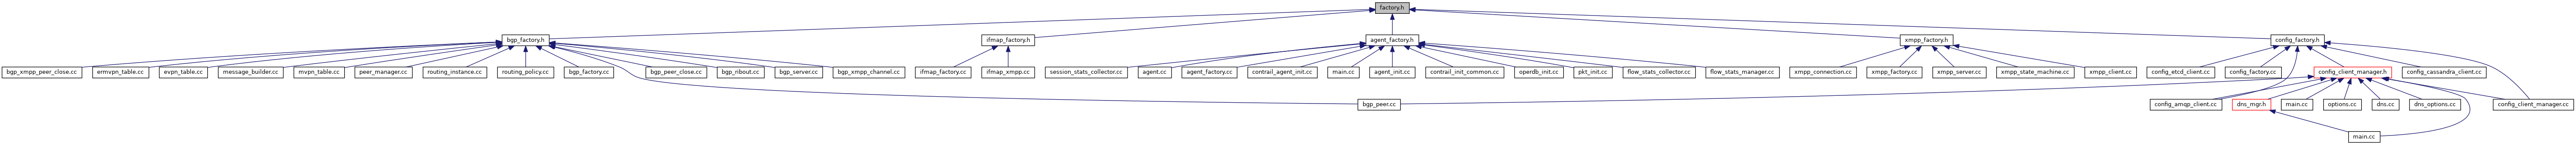 factory.h
bgp_factory.h
ifmap_factory.h
agent_factory.h
xmpp_factory.h
config_factory.h
bgp_xmpp_peer_close.cc
ermvpn_table.cc
evpn_table.cc
message_builder.cc
mvpn_table.cc
peer_manager.cc
routing_instance.cc
routing_policy.cc
bgp_factory.cc
bgp_peer_close.cc
bgp_ribout.cc
bgp_server.cc
bgp_xmpp_channel.cc
ifmap_factory.cc
ifmap_xmpp.cc
session_stats_collector.cc
agent.cc
agent_factory.cc
contrail_agent_init.cc
main.cc
agent_init.cc
contrail_init_common.cc
operdb_init.cc
pkt_init.cc
flow_stats_collector.cc
flow_stats_manager.cc
xmpp_connection.cc
xmpp_factory.cc
xmpp_server.cc
xmpp_state_machine.cc
xmpp_client.cc
config_etcd_client.cc
config_factory.cc
config_client_manager.h
config_cassandra_client.cc
bgp_peer.cc
config_amqp_client.cc
dns_mgr.h
main.cc
options.cc
dns.cc
dns_options.cc
config_client_manager.cc
main.cc